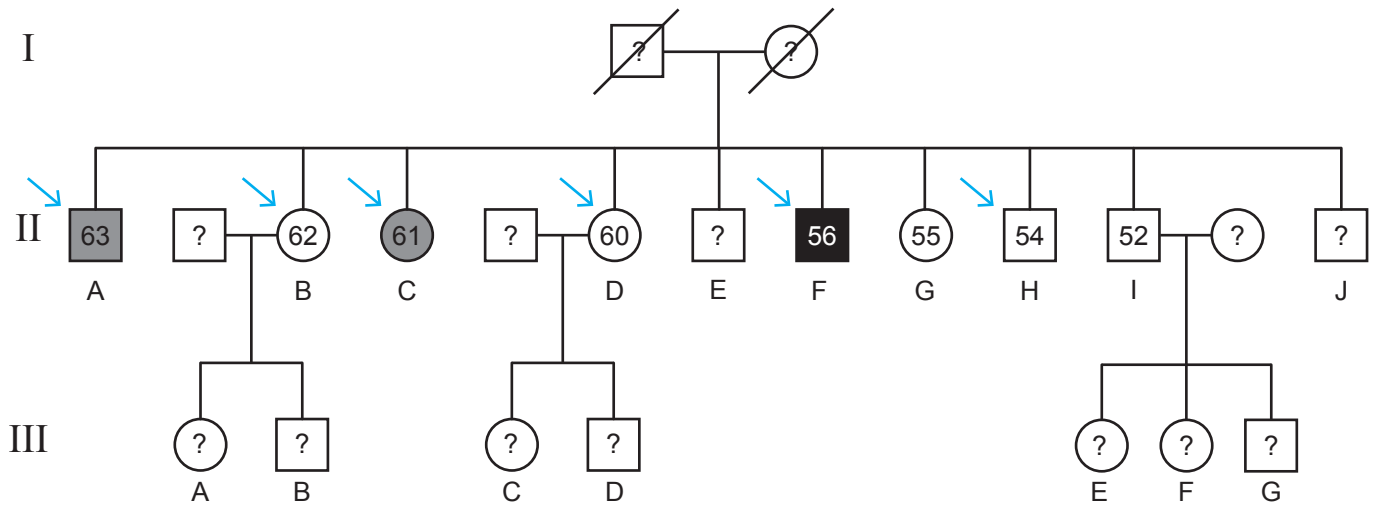 I
? ?
II
63 ? 62 61 ? 60 ? 56 55 54 52 ? ?
A B C D E F G H I J
III
? ? ? ? ? ? ?
A B C D E F G